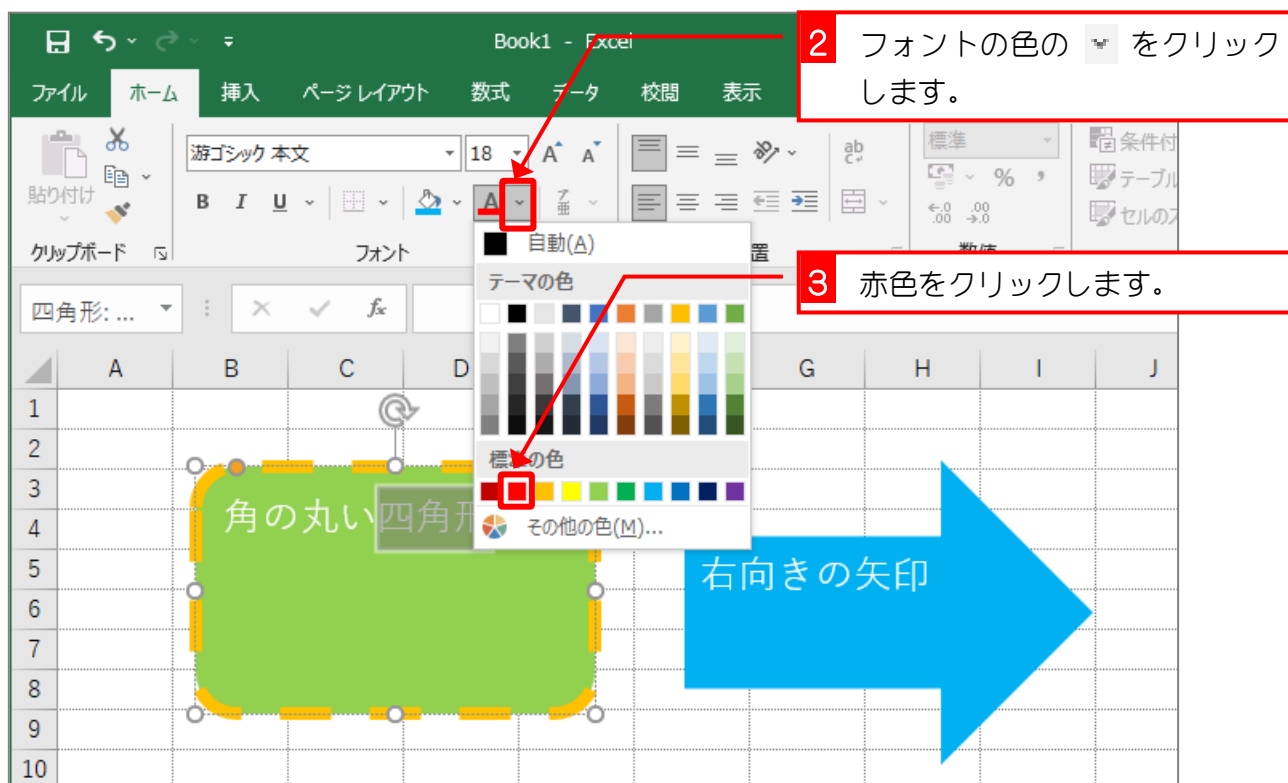 Book1 - Excel
2 フォントの色の をクリック
します。
ファイル ホーム 挿入 ページ レイアウト 数式 データ 校閲 表示
游ゴシック 本文 18 A A ab 標準 条件付
貼り付け B I U A 亜 % , テーブル
.00 .0 セルのス
クリップボード フォント 置 数値
自動(A)
3 赤色をクリックします。
テーマの色
四角形: ... fx
A B C D G H I J
1
2
標準の色
3
角の丸い四角形
4
その他の色(M)...
5
右向きの矢印
6
7
8
9
10